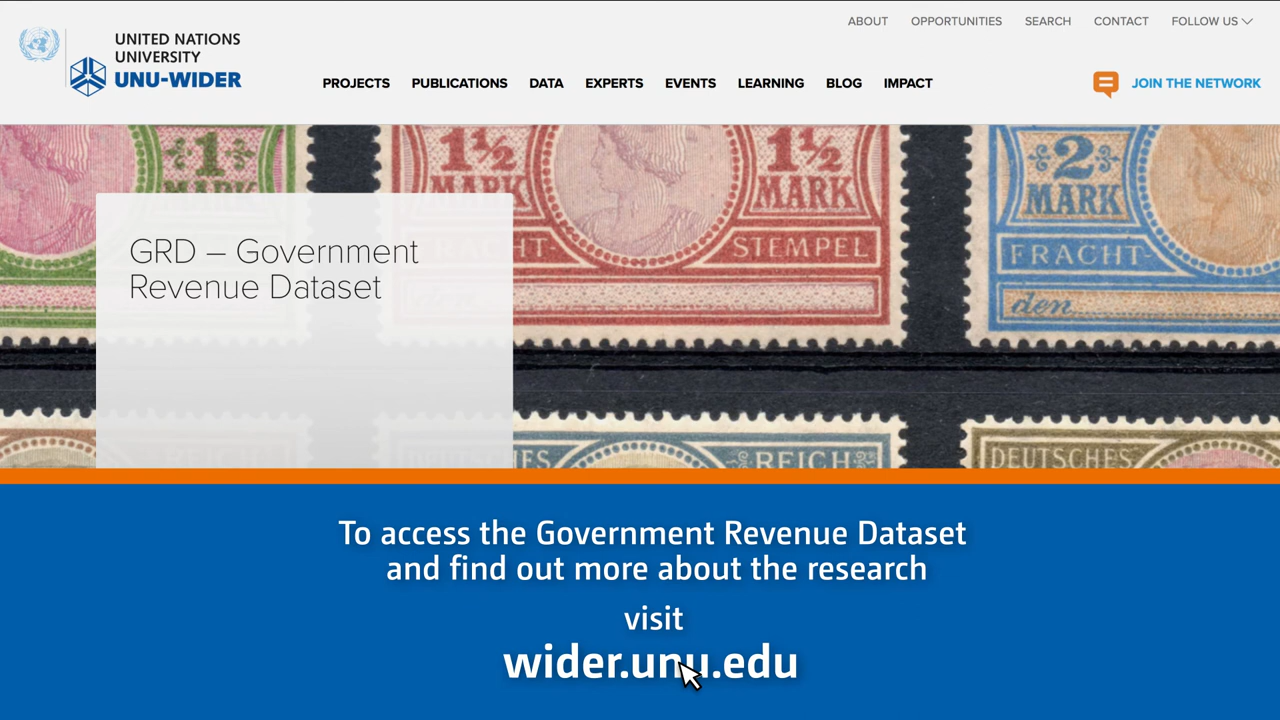 ABOUT OPPORTUNITIES SEARCH CONTACT FOLLOW US
UNITED NATIONS
UNIVERSITY
UNU-WIDER
PROJECTS PUBLICATIONS DATA EXPERTS EVENTS LEARNING BLOG IMPACT
JOIN THE NETWORK
1 1½ 1½ 2
MARK MARK MARK MARK
STEMPEL FRACHT-
den
GRD – Government
Revenue Dataset
REICH DEUTSCHES
To access the Government Revenue Dataset
and find out more about the research
visit
wider.unu.edu